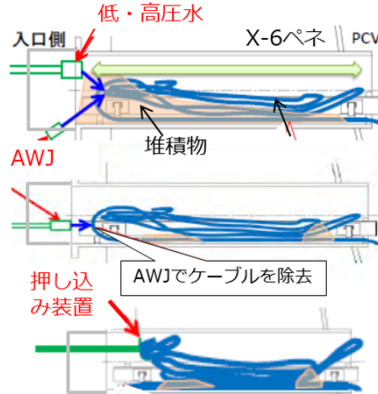 低・高圧水
入口側
X-6ペネ
PCV
堆積物
AWJ
AWJでケーブルを除去
押し込
み装置